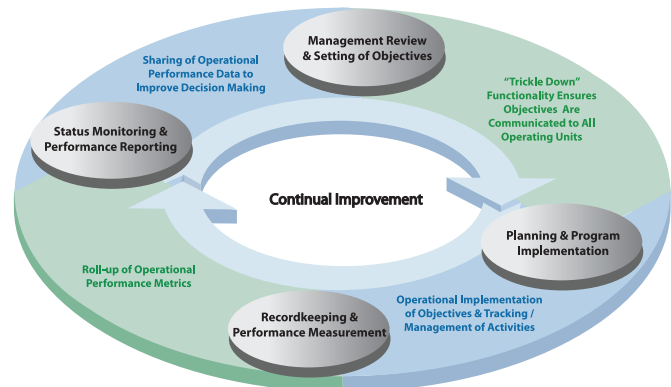 Management Review
& Setting of Objectives
Sharing of Operational
Performance Data to
Improve Decision Making
“Trickle Down”
Functionality Ensures
Objectives Are
Communicated to All
Operating Units
Status Monitoring &
Performance Reporting
Continual Improvement
Planning & Program
Implementation
Roll-up of Operational
Performance Metrics
Operational Implementation
of Objectives & Tracking /
Management of Activities
Recordkeeping &
Performance Measurement